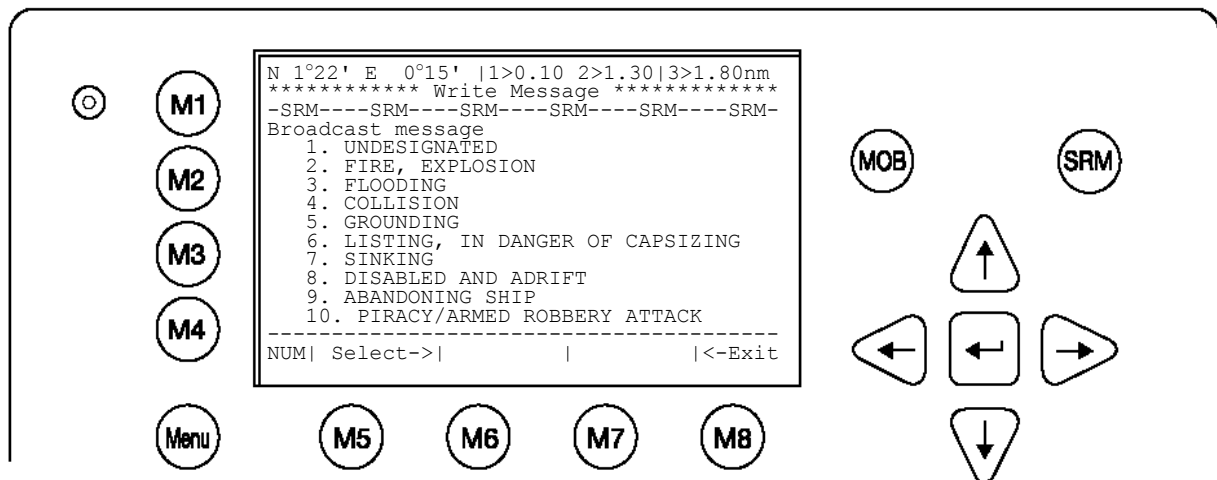 N 1°22' E 0°15' |1>0.10 2>1.30|3>1.80nm
************ Write Message *************
-SRM----SRM----SRM----SRM----SRM----SRM-
Broadcast message
1. UNDESIGNATED
2. FIRE, EXPLOSION
3. FLOODING
4. COLLISION
5. GROUNDING
6. LISTING, IN DANGER OF CAPSIZING
7. SINKING
8. DISABLED AND ADRIFT
9. ABANDONING SHIP
10. PIRACY/ARMED ROBBERY ATTACK
----------------------------------------
NUM| Select->| | |<-Exit
M1
M2
M3
M4
Menu
M5
M6
M7
M8
MOB
SRM